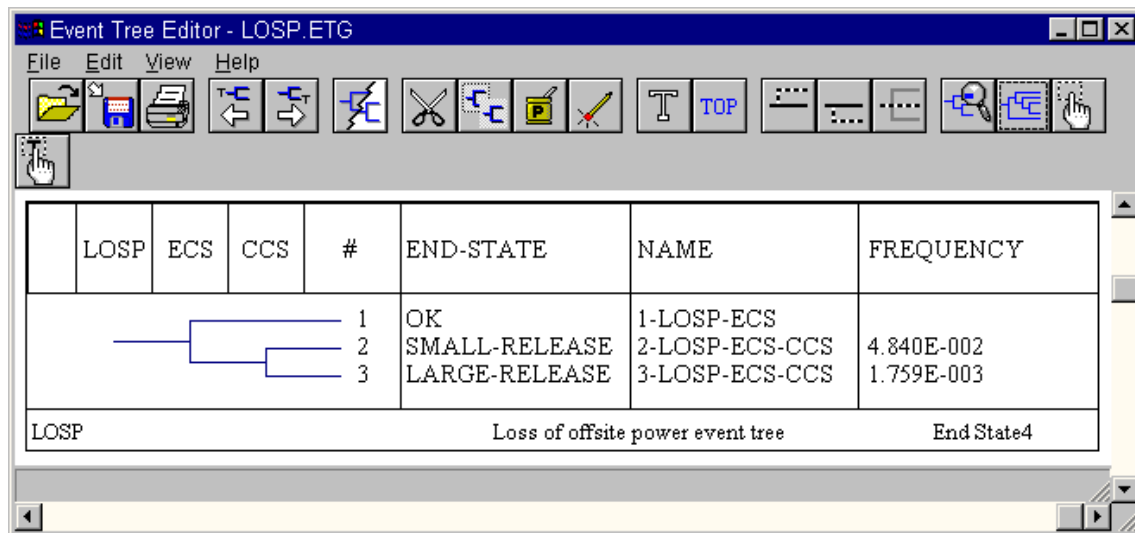 Event Tree Editor - LOSP.ETG
File Edit View Help
T T P T TOP
T
LOSP ECS CCS # END-STATE NAME FREQUENCY
1 OK 1-LOSP-ECS
2 SMALL-RELEASE 2-LOSP-ECS-CCS 4.840E-002
3 LARGE-RELEASE 3-LOSP-ECS-CCS 1.759E-003
LOSP Loss of offsite power event tree End State4